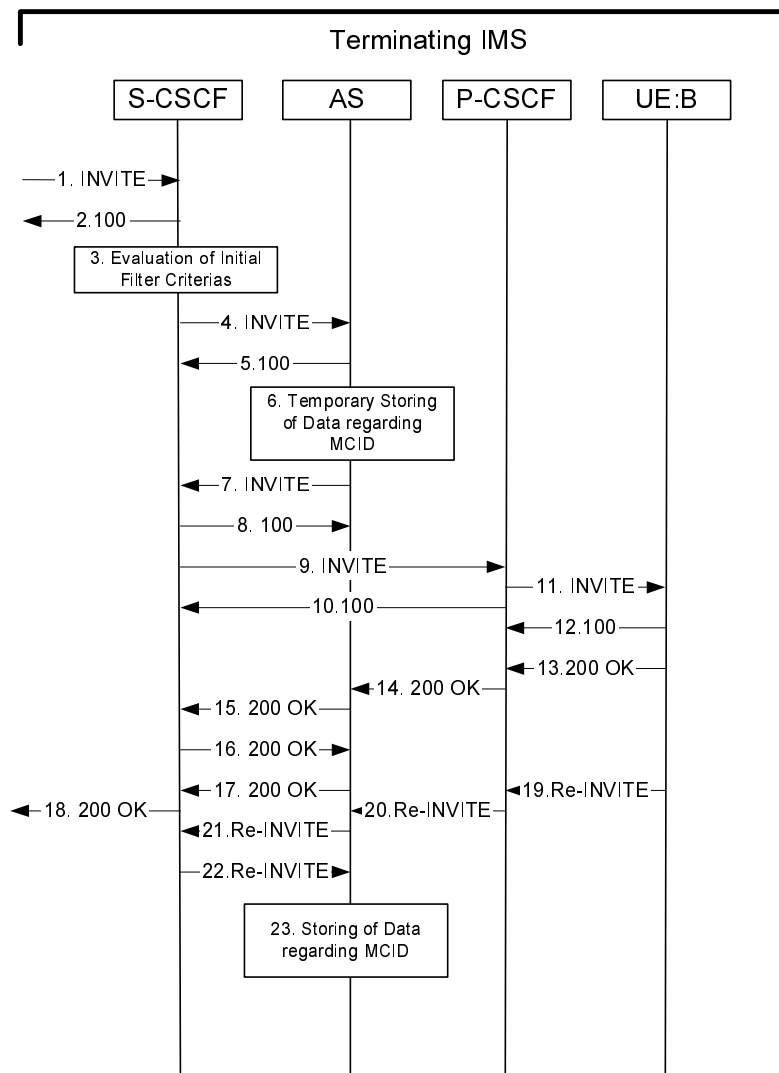 Terminating IMS
S-CSCF
AS
P-CSCF
UE:B
1. INVITE
2.100
3. Evaluation of Initial
Filter Criterias
4. INVITE
5.100
6. Temporary Storing
of Data regarding
MCID
7. INVITE
8. 100
9. INVITE
11. INVITE
10.100
12.100
13.200 OK
14. 200 OK
15. 200 OK
16. 200 OK
17. 200 OK
19.Re-INVITE
18. 200 OK
20.Re-INVITE
21.Re-INVITE
22.Re-INVITE
23. Storing of Data
regarding MCID